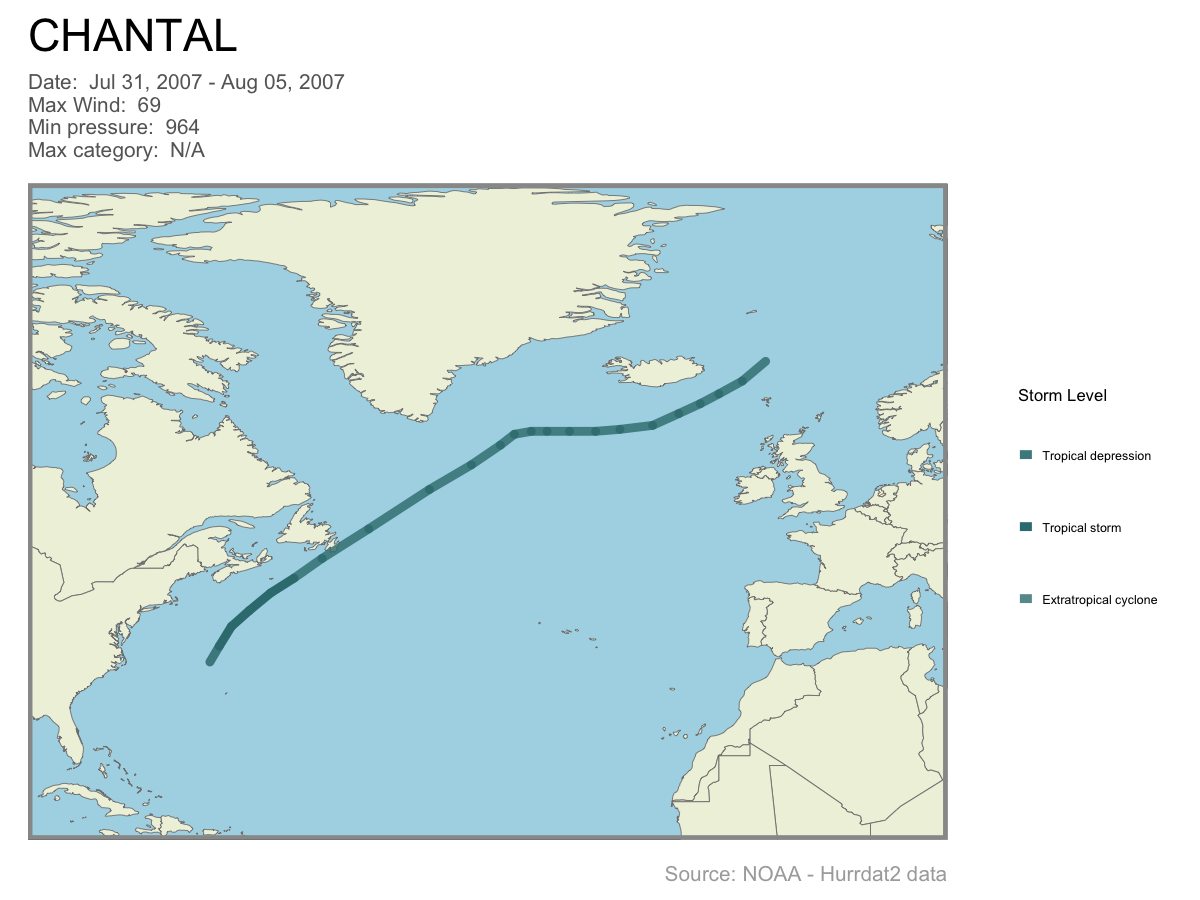 CHANTAL
Date:  Jul 31, 2007 - Aug 05, 2007
Max Wind:  69
Min pressure:  964
Max category:  N/A
Storm Level
Tropical depression
Tropical storm
Extratropical cyclone
Source: NOAA - Hurrdat2 data